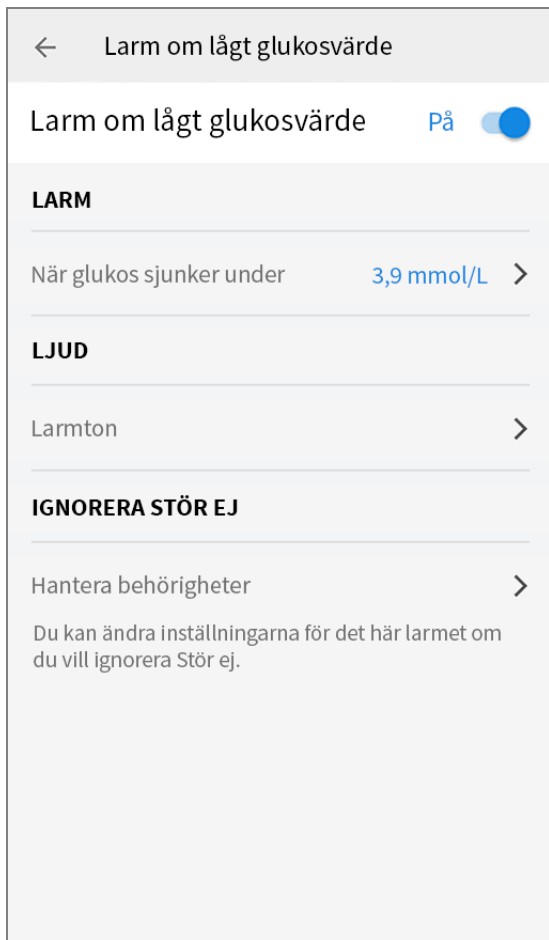 Larm om lågt glukosvärde
Larm om lågt glukosvärde På
LARM
När glukos sjunker under 3,9 mmol/L
LJUD
Larmton
IGNORERA STÖR EJ
Hantera behörigheter
Du kan ändra inställningarna för det här larmet om
du vill ignorera Stör ej.